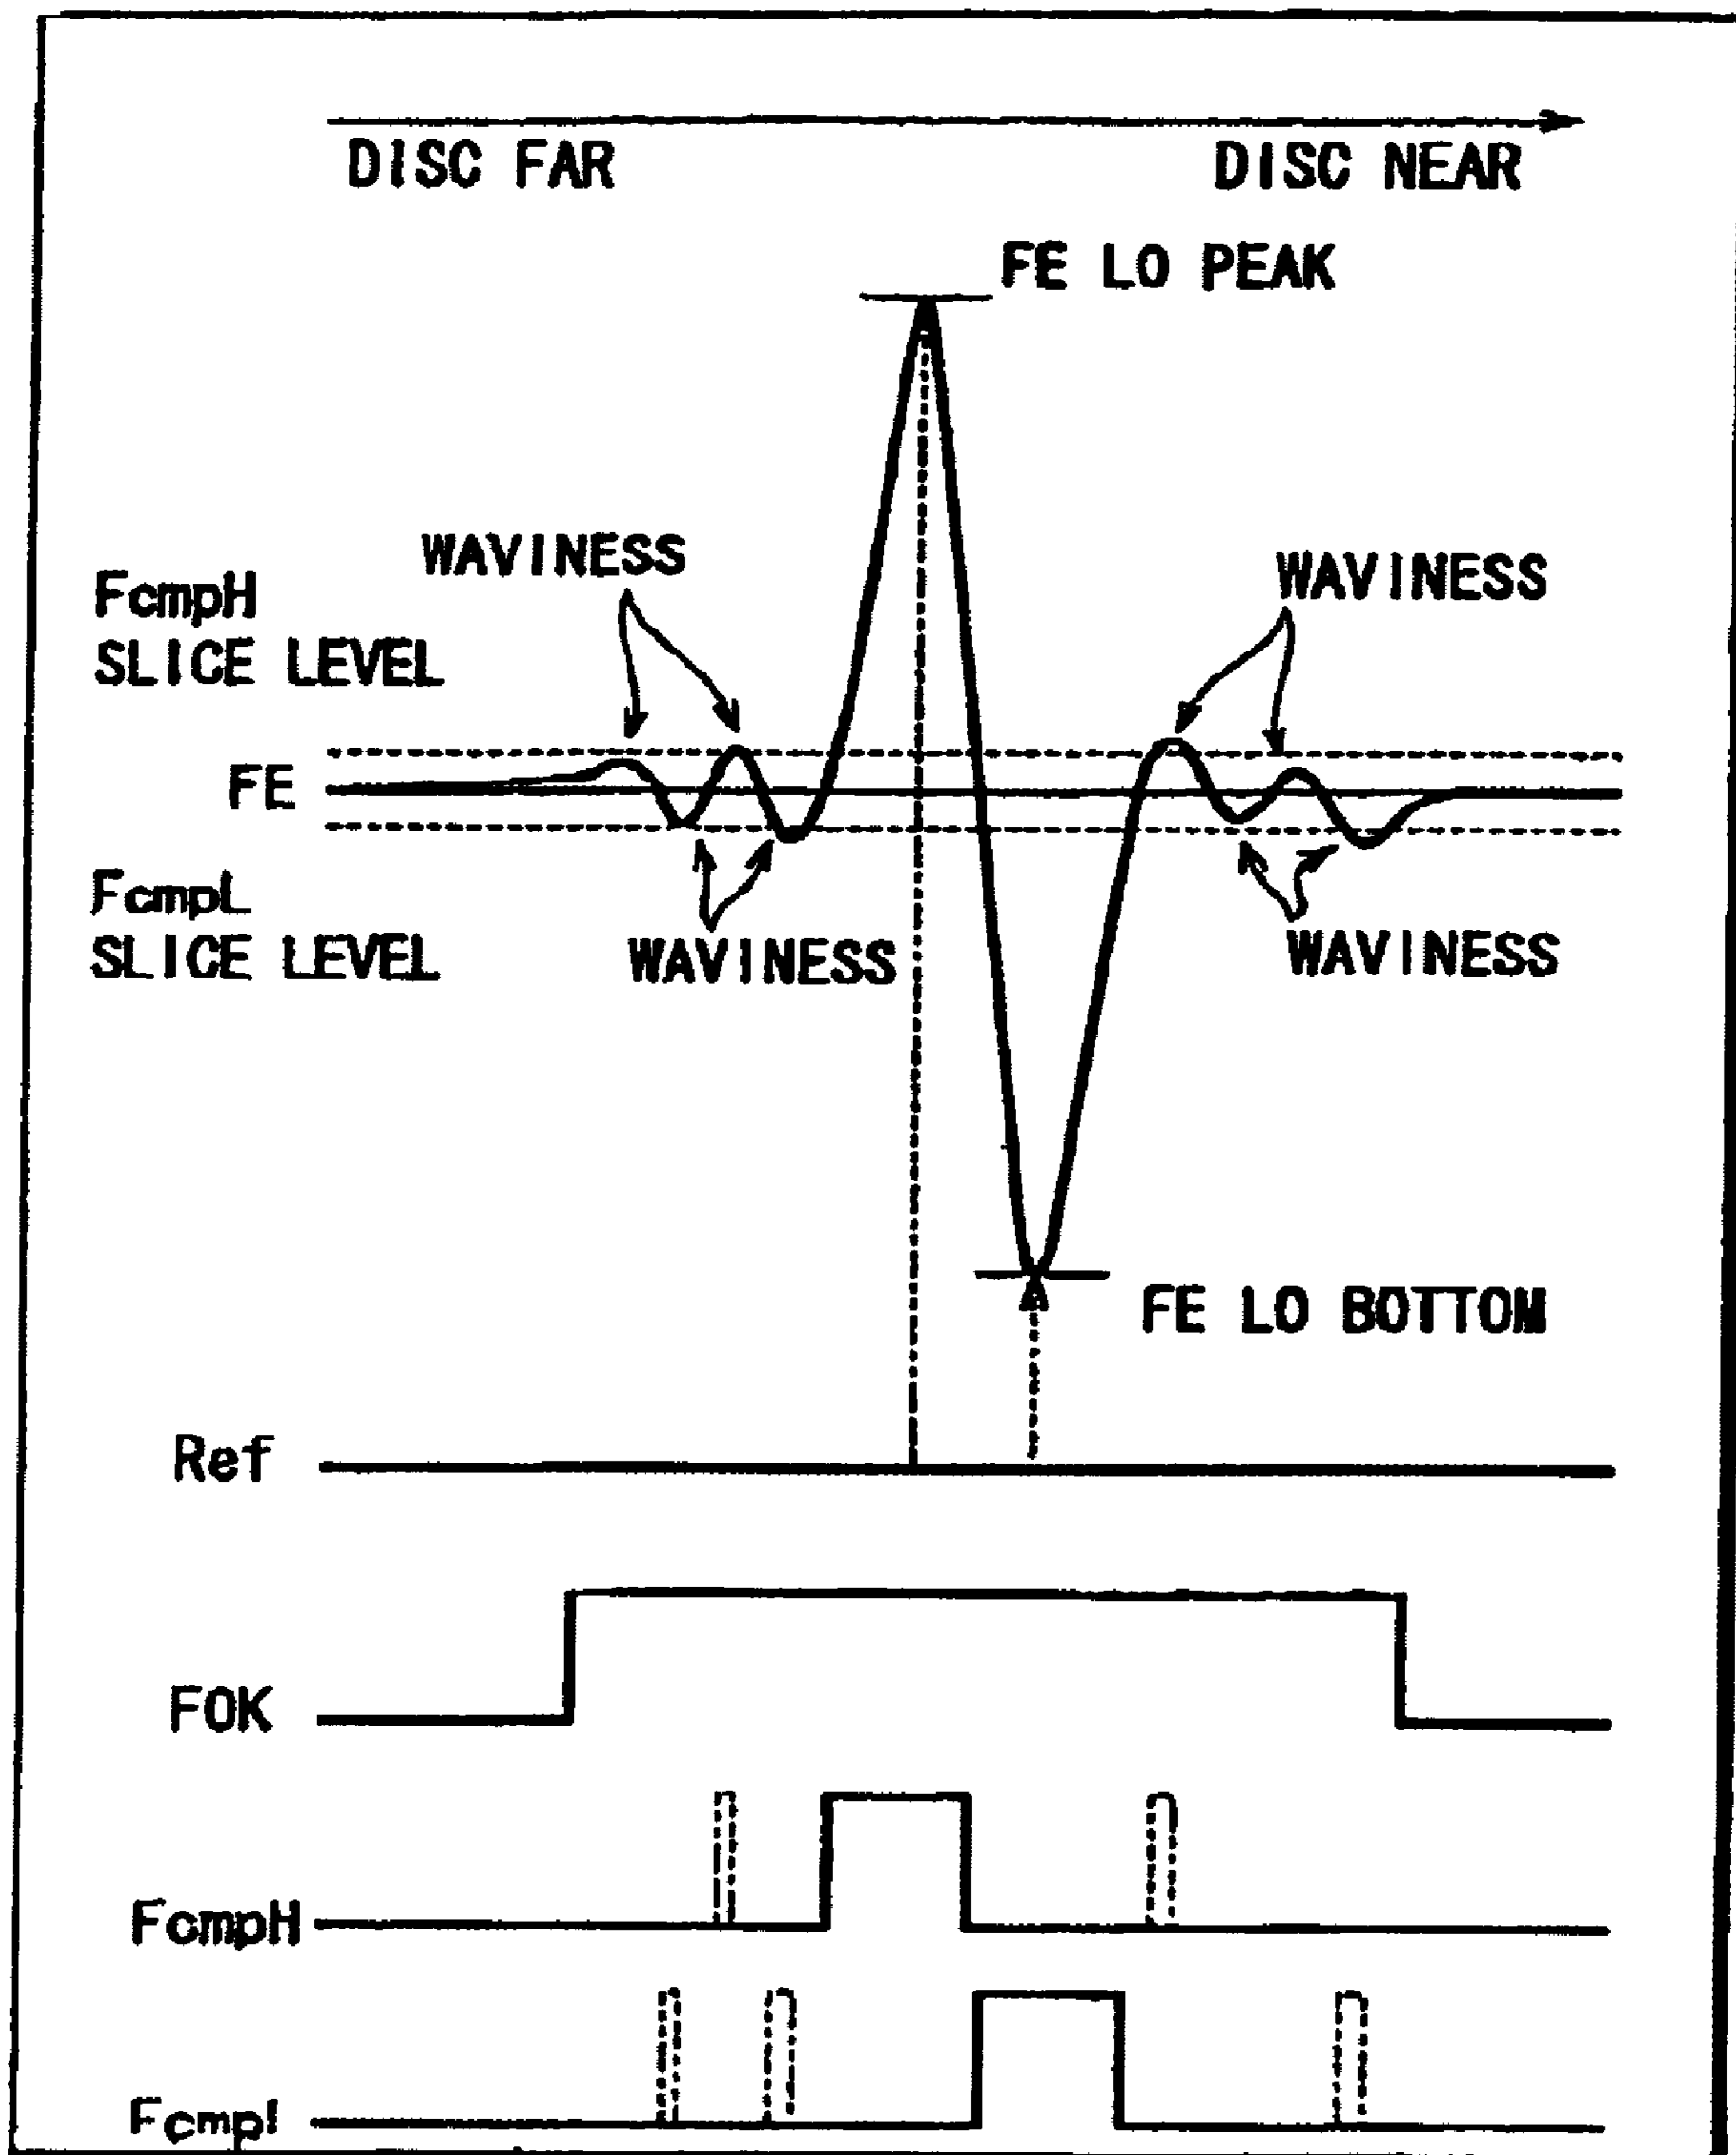 DISC FAR
DISC NEAR
FE LO PEAK
WAVINESS
WAVINESS
FcmpH
SLICE LEVEL
FE
FcmpL
SLICE LEVEL
WAVINESS
WAVINESS
FE LO BOTTOM
Ref
FOK
FcmpH
Fcmpl